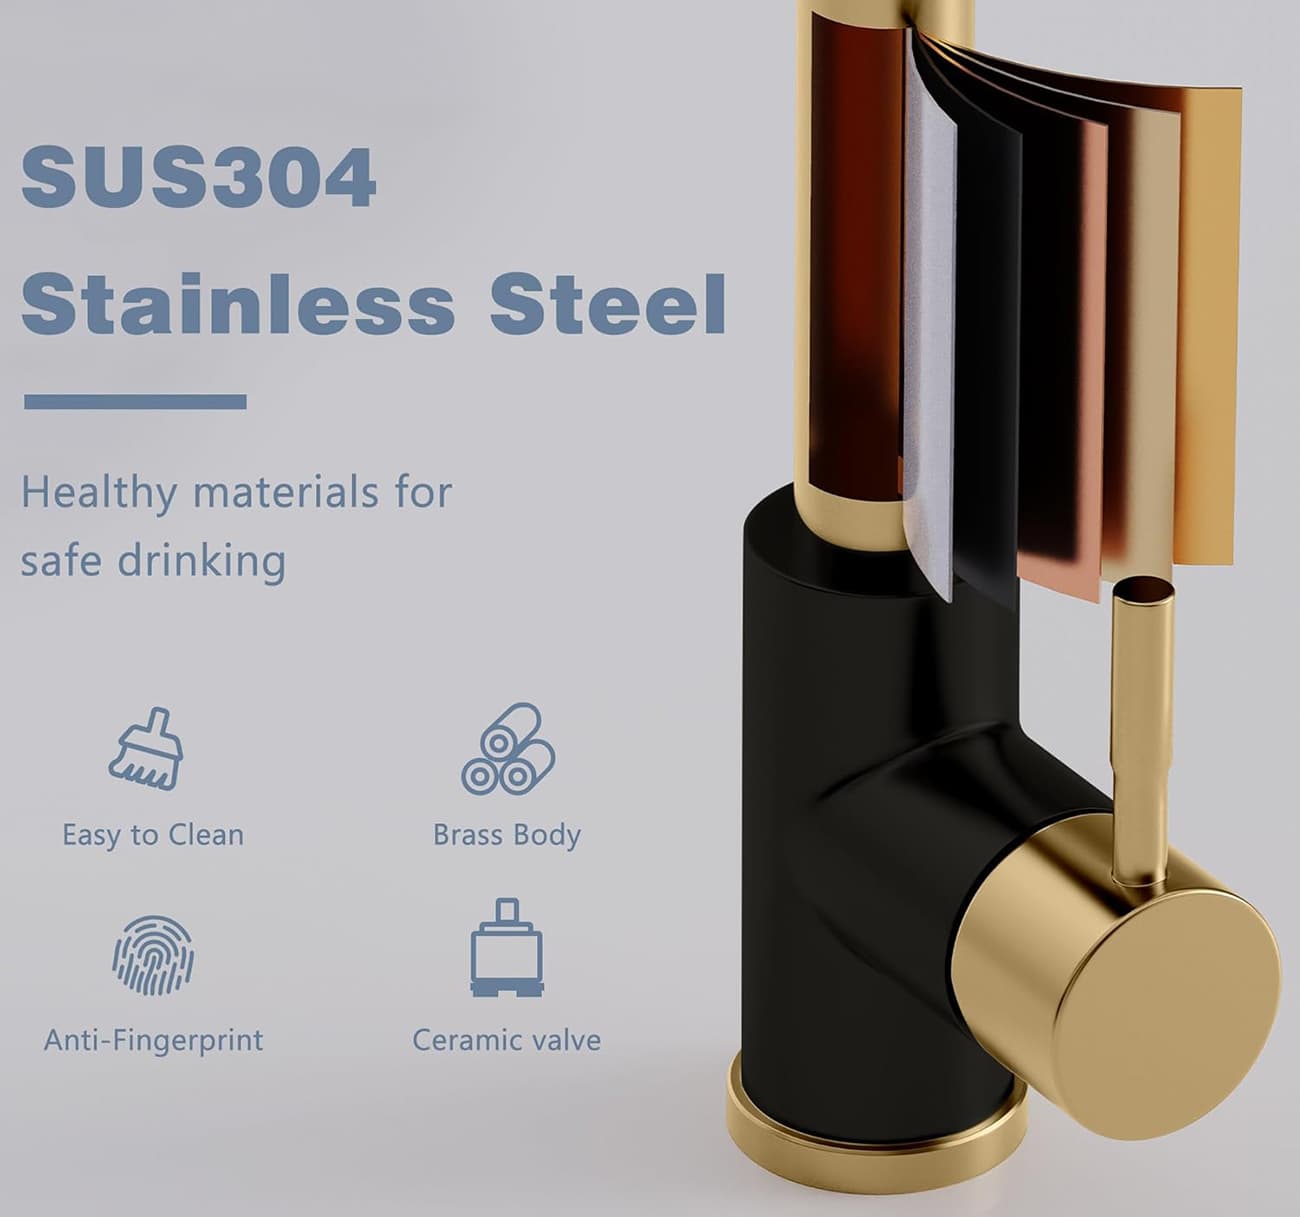 SUS304
Stainless Steel
Healthy materials for
safe drinking
Easy to Clean
Brass Body
Anti-Fingerprint
Ceramic valve